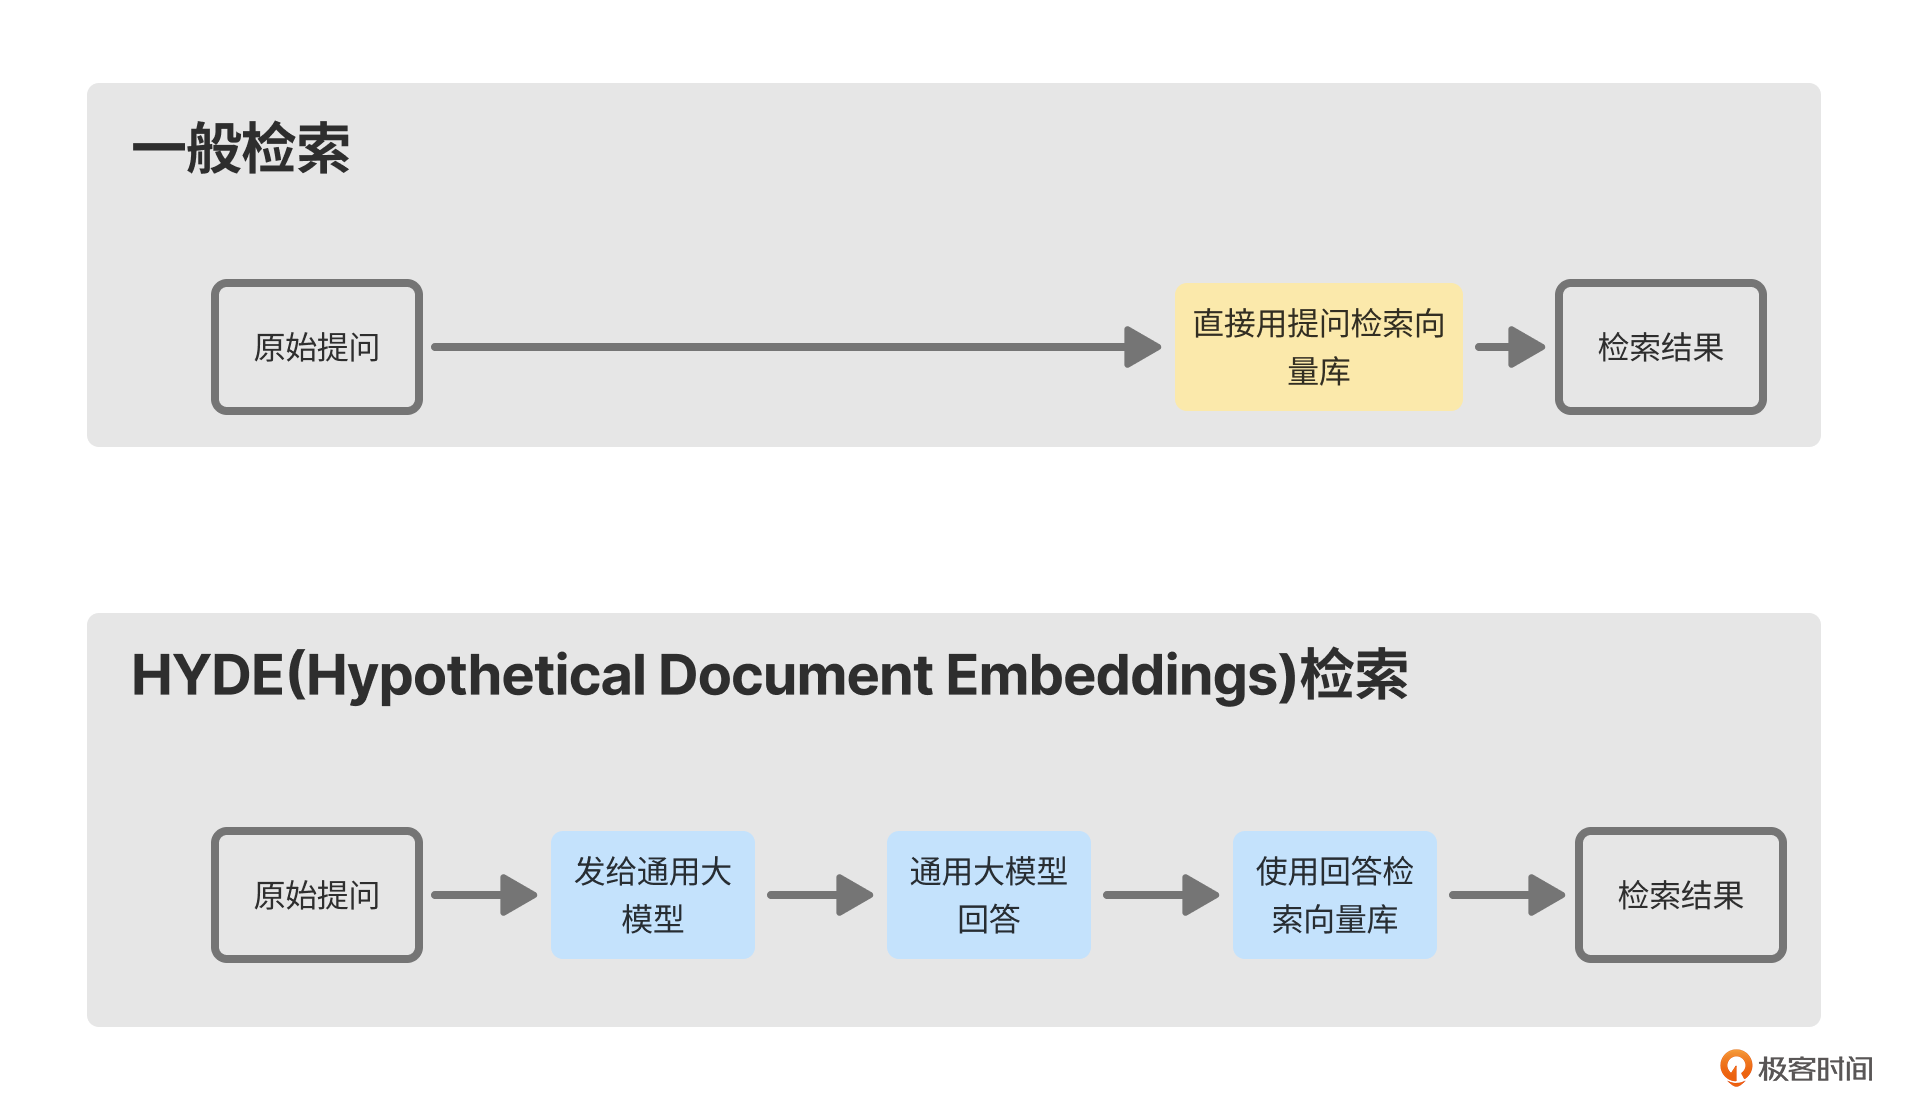 一般检索
原始提问
直接用提问检索向
量库
检索结果
HYDE(Hypothetical Document Embeddings)检索
原始提问
发给通用大
模型
通用大模型
回答
使用回答检
索向量库
检索结果
极客时间